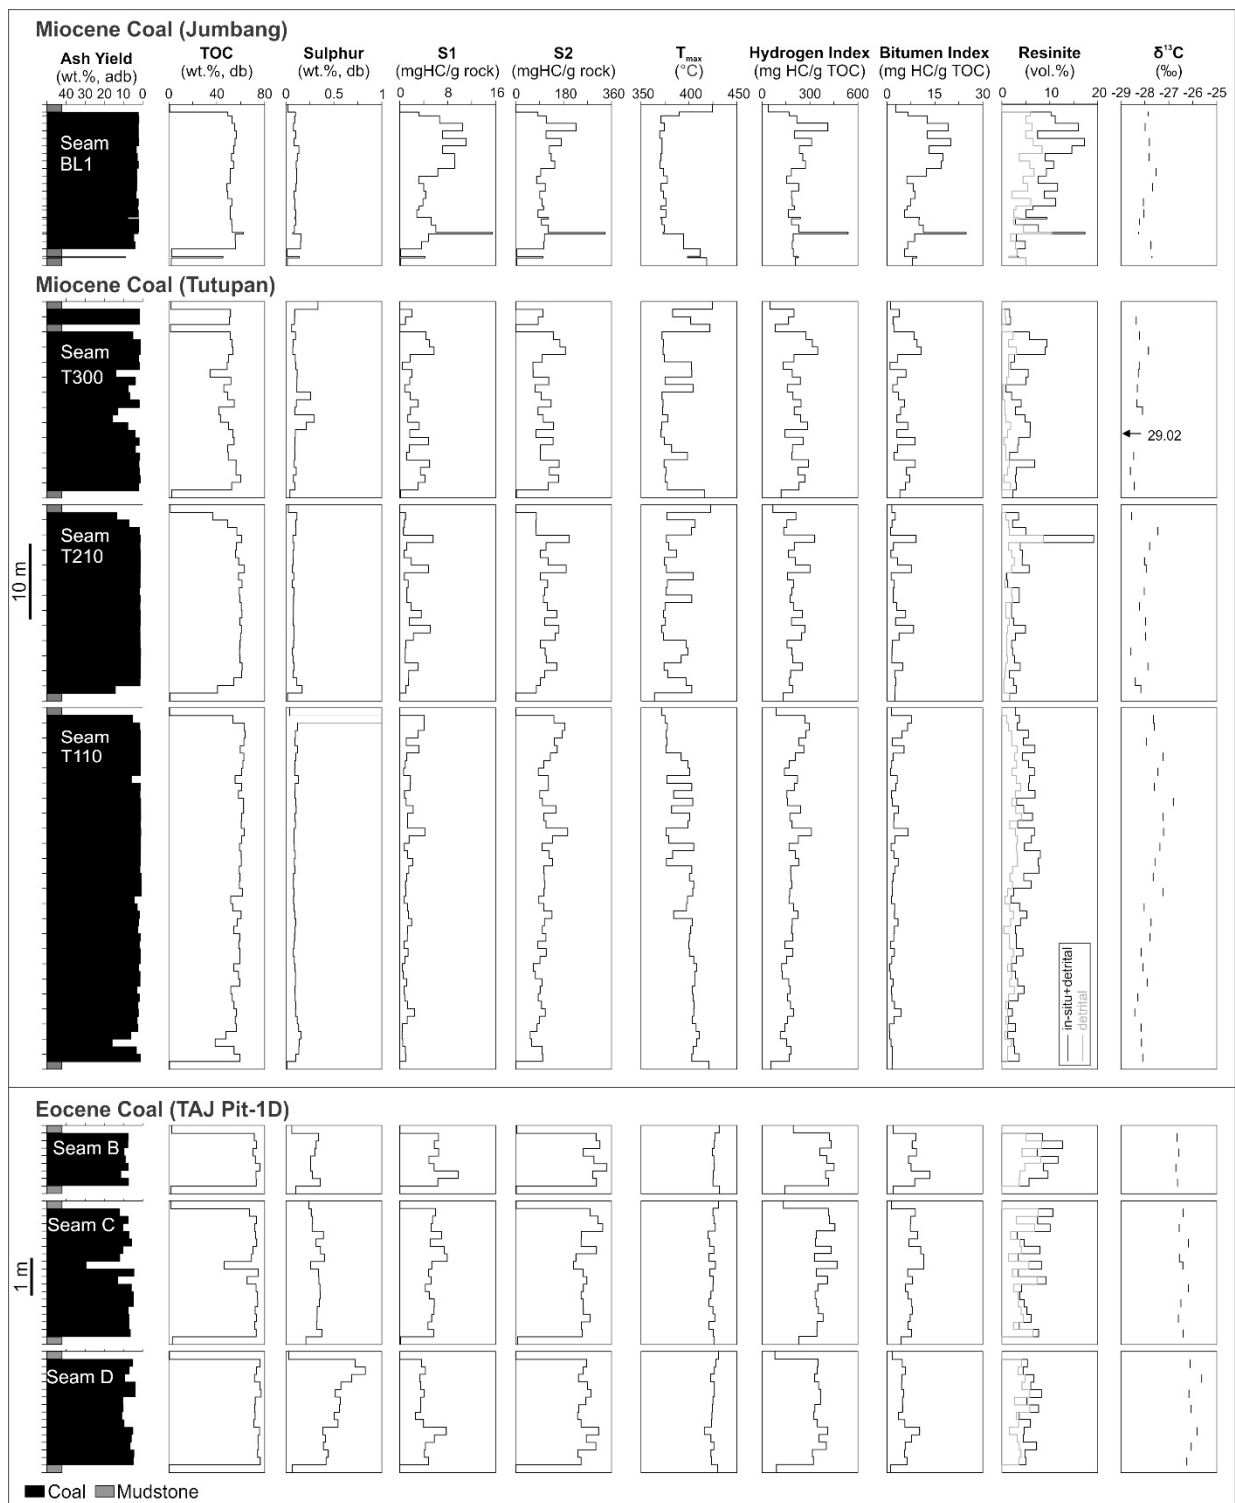 Miocene Coal (Jumbang)
Ash Yield TOC Sulphur S1 S2 Tmax Hydrogen Index Bitumen Index Resinite δ¹³C
(wt.%, adb) (wt.%, db) (wt.%, db) (mgHC/g rock) (mgHC/g rock) (°C) (mg HC/g TOC) (mg HC/g TOC) (vol.%) (‰)
40 30 20 10 0 0 40 80 0 0.5 1 0 8 16 0 180 360 350 400 450 0 300 600 0 15 30 0 10 20 -29 -28 -27 -26 -25
Seam
BL1
Miocene Coal (Tutupan)
Seam
T300
29.02
Seam
T210
10 m
Seam
T110
in-situ+detrital
detrital
Eocene Coal (TAJ Pit-1D)
Seam B
Seam C
1 m
Seam D
Coal Mudstone